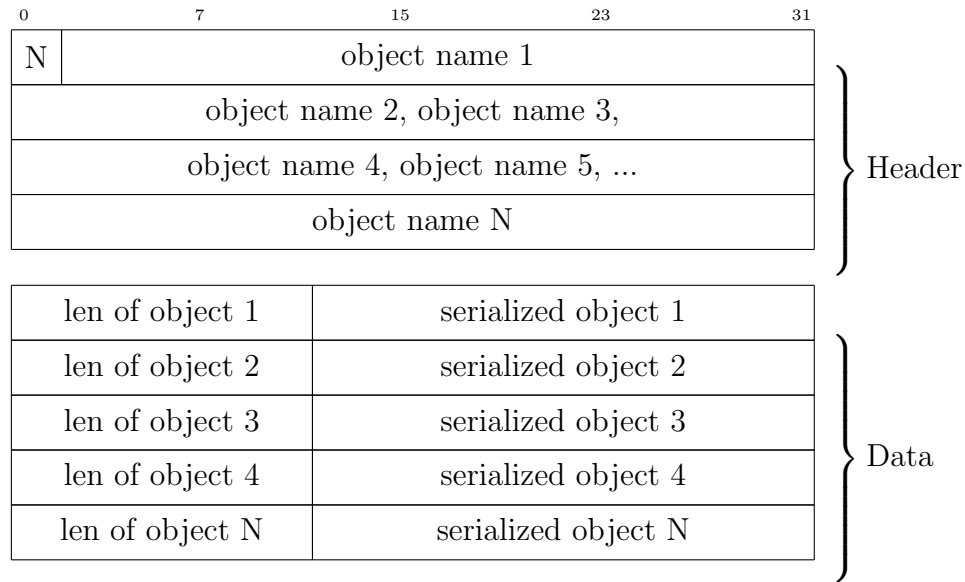 0 7 15 23 31
N object name 1
object name 2, object name 3,
object name 4, object name 5, ...
object name N
Header
len of object 1 serialized object 1
len of object 2 serialized object 2
len of object 3 serialized object 3
len of object 4 serialized object 4
len of object N serialized object N
Data